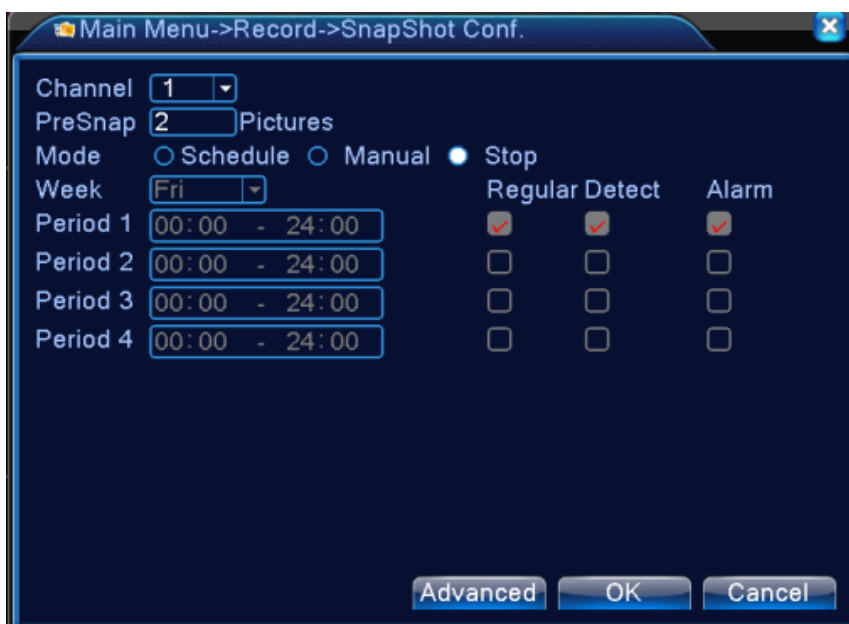 Main Menu->Record->SnapShot Conf.
Channel 1
PreSnap 2 Pictures
Mode Schedule Manual Stop
Week Fri Regular Detect Alarm
Period 1 00:00 - 24:00
Period 2 00:00 - 24:00
Period 3 00:00 - 24:00
Period 4 00:00 - 24:00
Advanced OK Cancel